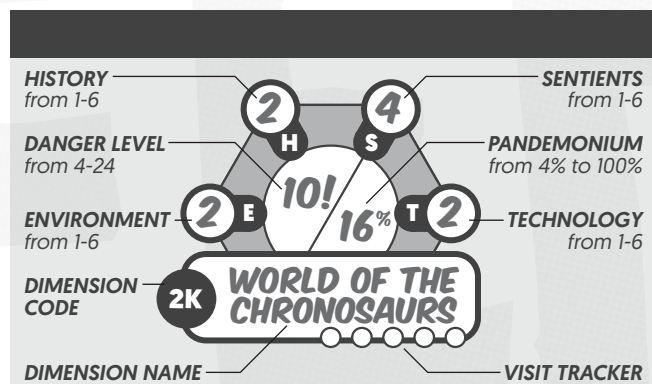 HISTORY
from 1-6
2
4
SENTIENTS
from 1-6
H
S
DANGER LEVEL
from 4-24
10!
16%
PANDEMONIUM
from 4% to 100%
ENVIRONMENT
from 1-6
2
E
T
2
TECHNOLOGY
from 1-6
DIMENSION
CODE
2K
WORLD OF THE
CHRONOSAURS
DIMENSION NAME
VISIT TRACKER